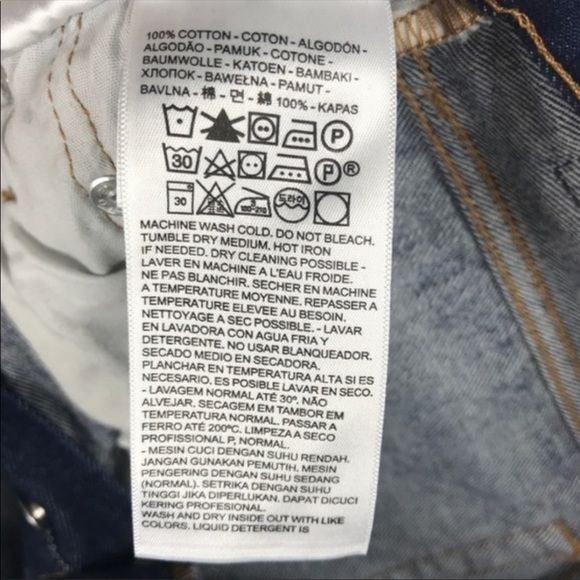 100% COTTON - COTON - ALGODÓN -
ALGODÃO - PAMUK - COTONE -
BAUMWOLLE - KATOEN - BAMBAKI -
ХЛОПОК - BAWEŁNA - PAMUT -
BAVLNA - 棉 - 면 - 綿 100% - KAPAS
P
30 P®
30 180-210 드라이
MACHINE WASH COLD. DO NOT BLEACH.
TUMBLE DRY MEDIUM. HOT IRON
IF NEEDED. DRY CLEANING POSSIBLE -
LAVER EN MACHINE A L'EAU FROIDE.
NE PAS BLANCHIR. SECHER EN MACHINE
A TEMPERATURE MOYENNE. REPASSER A
TEMPERATURE ELEVEE AU BESOIN.
NETTOYAGE A SEC POSSIBLE. - LAVAR
EN LAVADORA CON AGUA FRIA Y
DETERGENTE. NO USAR BLANQUEADOR.
SECADO MEDIO EN SECADORA.
PLANCHAR EN TEMPERATURA ALTA SI ES
NECESARIO. ES POSIBLE LAVAR EN SECO.
- LAVAGEM NORMAL ATÉ 30°. NÃO
ALVEJAR. SECAGEM EM TAMBOR EM
TEMPERATURA NORMAL. PASSAR A
FERRO ATÉ 200ºC. LIMPEZA A SECO
PROFISSIONAL P, NORMAL.
- MESIN CUCI DENGAN SUHU RENDAH.
JANGAN GUNAKAN PEMUTIH. MESIN
PENGERING DENGAN SUHU SEDANG
(NORMAL). SETRIKA DENGAN SUHU
TINGGI JIKA DIPERLUKAN. DAPAT DICUCI
KERING PROFESIONAL.
WASH AND DRY INSIDE OUT WITH LIKE
COLORS. LIQUID DETERGENT IS